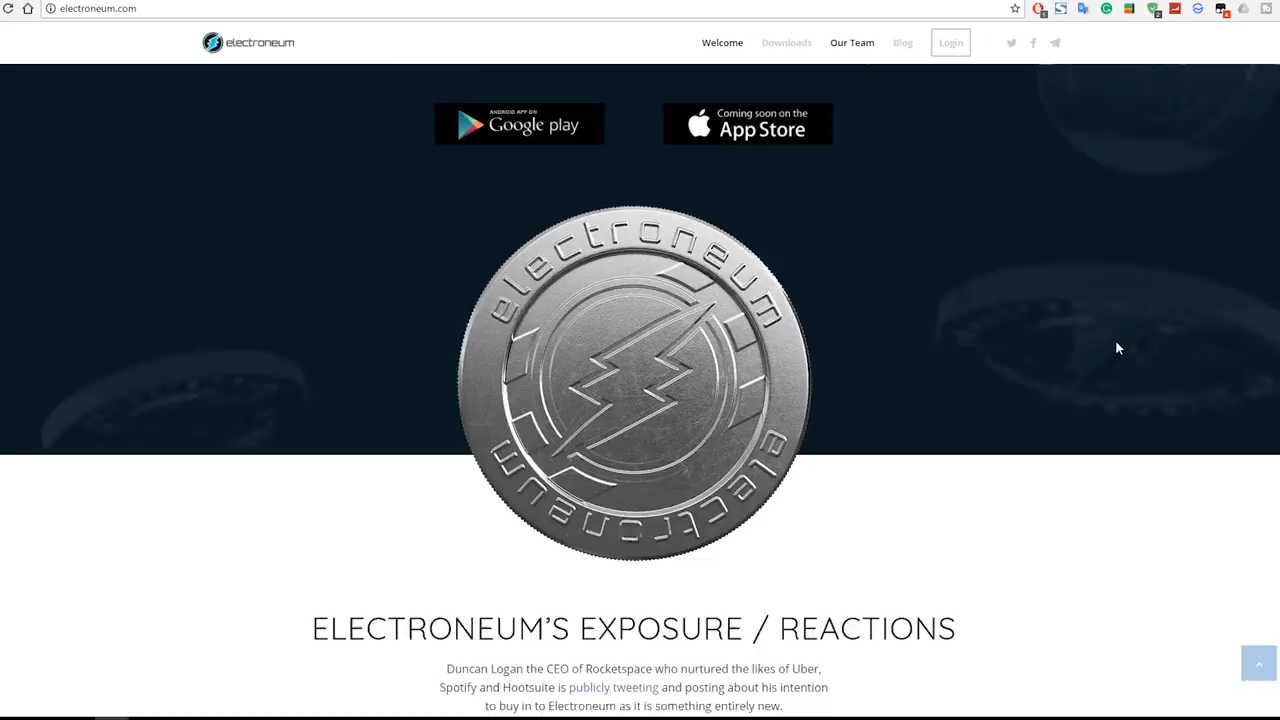 electroneum.com
electroneum
Welcome
Downloads
Our Team
Blog
Login
ANDROID APP ON
Google play
Coming soon on the
App Store
electroneum
electroneum
ELECTRONEUM'S EXPOSURE / REACTIONS
Duncan Logan the CEO of Rocketspace who nurtured the likes of Uber,
Spotify and Hootsuite is publicly tweeting and posting about his intention
to buy in to Electroneum as it is something entirely new.